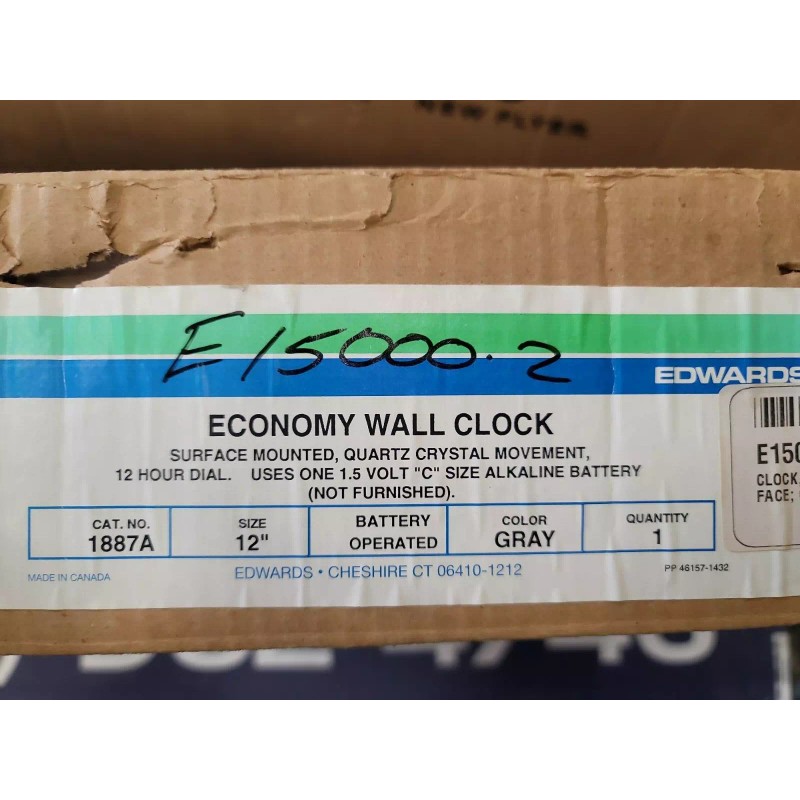 NEW FLYER
E15000.2
EDWARDS
ECONOMY WALL CLOCK
SURFACE MOUNTED, QUARTZ CRYSTAL MOVEMENT,
12 HOUR DIAL. USES ONE 1.5 VOLT "C" SIZE ALKALINE BATTERY
(NOT FURNISHED).
E150
CLOCK,
FACE;
CAT. NO. SIZE BATTERY COLOR QUANTITY
1887A 12" OPERATED GRAY 1
MADE IN CANADA EDWARDS • CHESHIRE CT 06410-1212 PP 46157-1432